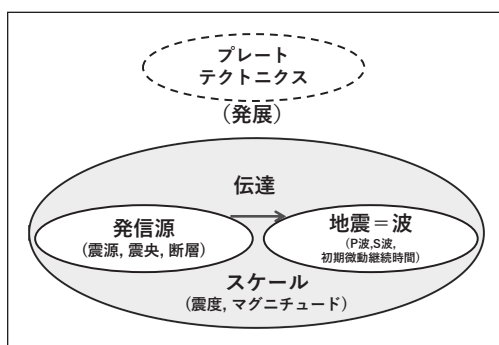 プレート
テクトニクス
(発展)
伝達
発信源
(震源, 震央, 断層)
地震＝波
(P波,S波,
初期微動継続時間)
スケール
(震度, マグニチュード)